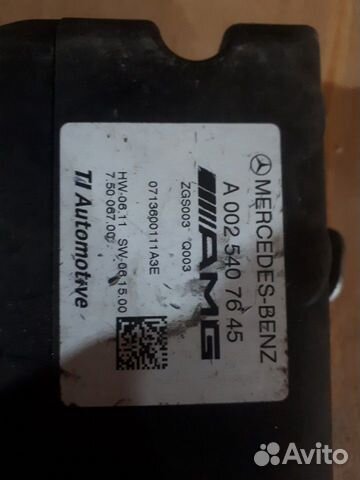 MERCEDES-BENZ
A 002 540 76 45
AMG
ZGS003 Q003
0713600111A3E
HW-06.11 SW-06.15.00
7.50 067.00
TI Automotive
Avito